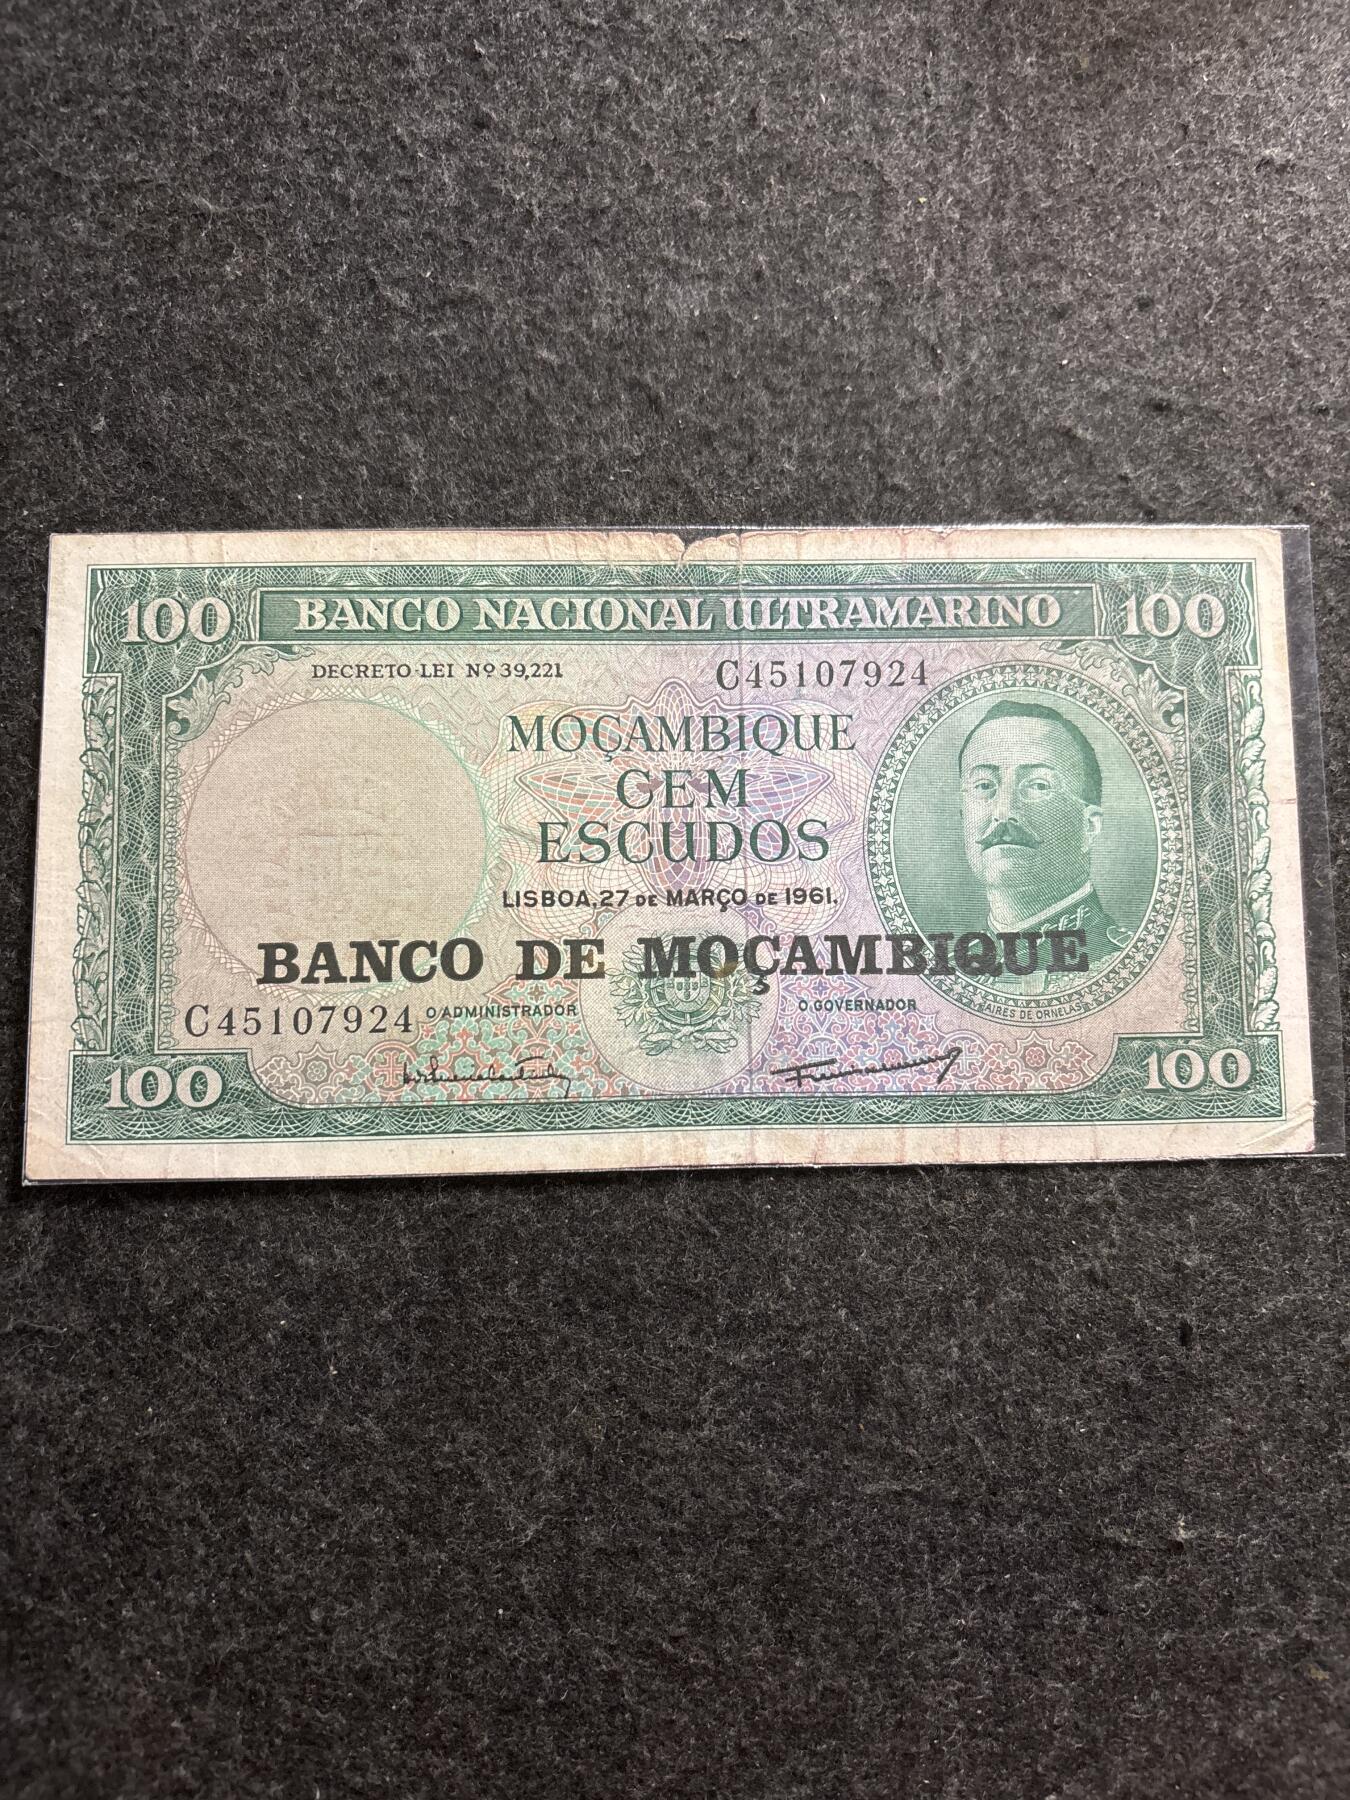 100 BANCO NACIONAL ULTRAMARINO 100
DECRETO-LEI Nº 39,221 C45107924
MOÇAMBIQUE
CEM
ESCUDOS
LISBOA, 27 DE MARÇO DE 1961.
BANCO DE MOÇAMBIQUE
C45107924 O ADMINISTRADOR O GOVERNADOR AIRES DE ORNELAS
100 100